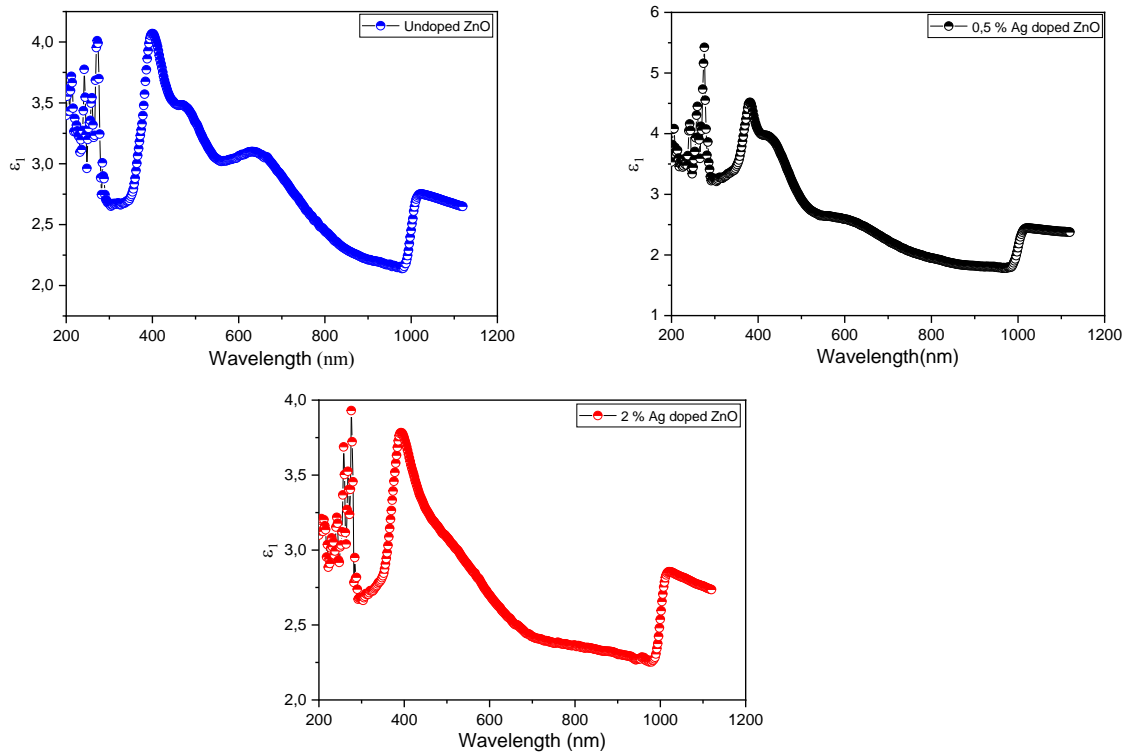 4,0
3,5
3,0
2,5
2,0
ε1
200 400 600 800 1000 1200
Wavelength (nm)
Undoped ZnO
6
5
4
3
2
1
ε1
200 400 600 800 1000 1200
Wavelength(nm)
0,5 % Ag doped ZnO
4,0
3,5
3,0
2,5
2,0
ε1
200 400 600 800 1000 1200
Wavelength (nm)
2 % Ag doped ZnO